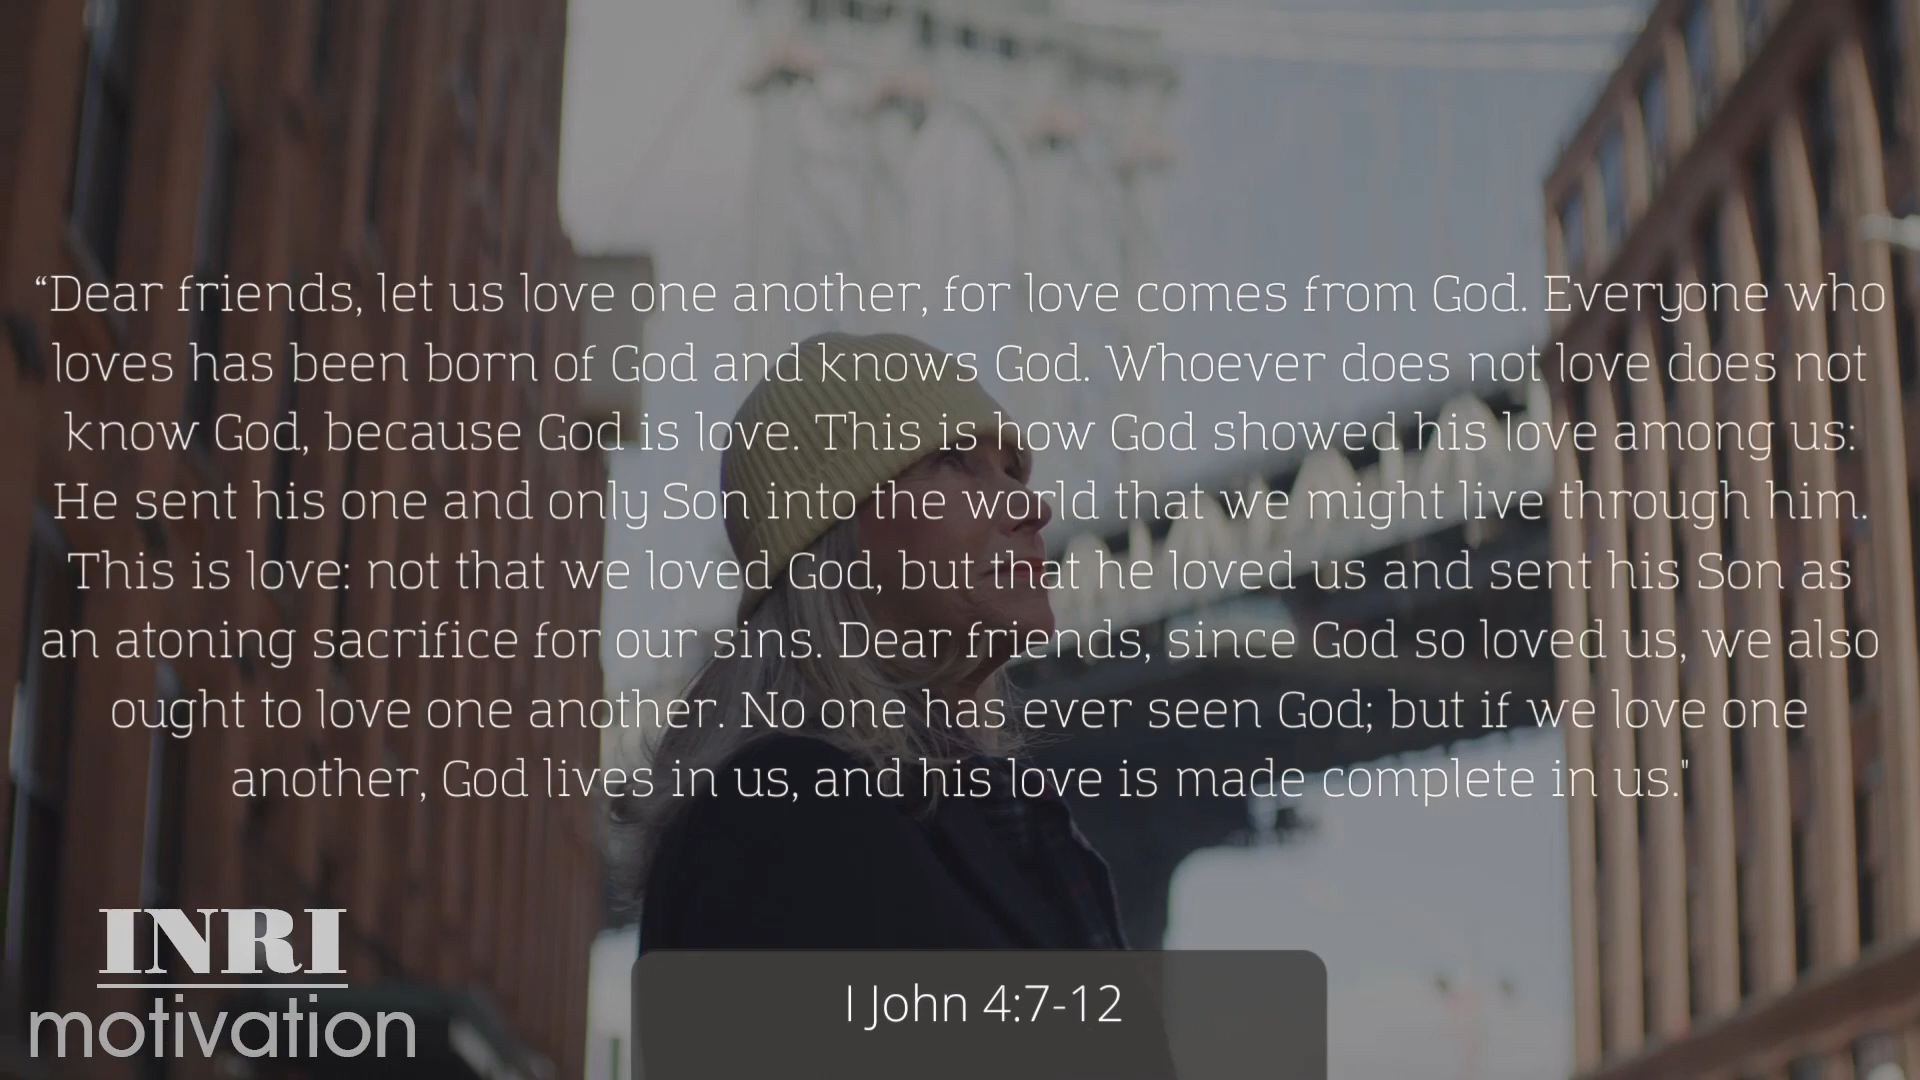 “Dear friends, let us love one another, for love comes from God. Everyone who
loves has been born of God and knows God. Whoever does not love does not
know God, because God is love. This is how God showed his love among us:
He sent his one and only Son into the world that we might live through him.
This is love: not that we loved God, but that he loved us and sent his Son as
an atoning sacrifice for our sins. Dear friends, since God so loved us, we also
ought to love one another. No one has ever seen God; but if we love one
another, God lives in us, and his love is made complete in us."
INRI
motivation
I John 4:7-12